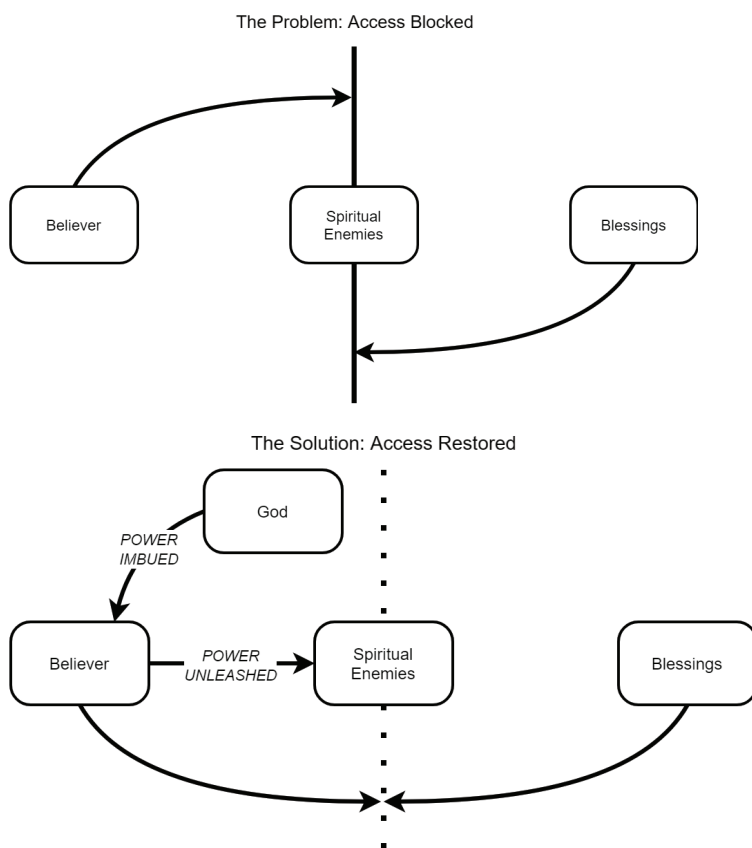 The Problem: Access Blocked
Believer
Spiritual
Enemies
Blessings
The Solution: Access Restored
God
POWER
IMBUED
Believer
POWER
UNLEASHED
Spiritual
Enemies
Blessings